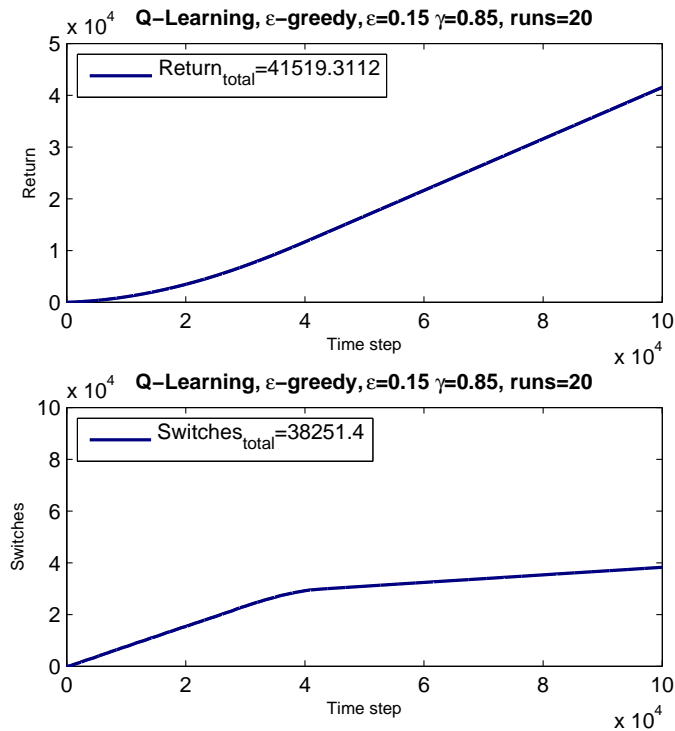 Q-Learning, ε-greedy, ε=0.15 γ=0.85, runs=20
x 10^4
5
4
3
2
1
0
Return
Return_total=41519.3112
0 2 4 6 8 10
Time step
x 10^4
Q-Learning, ε-greedy, ε=0.15 γ=0.85, runs=20
x 10^4
10
8
6
4
2
0
Switches
Switches_total=38251.4
0 2 4 6 8 10
Time step
x 10^4